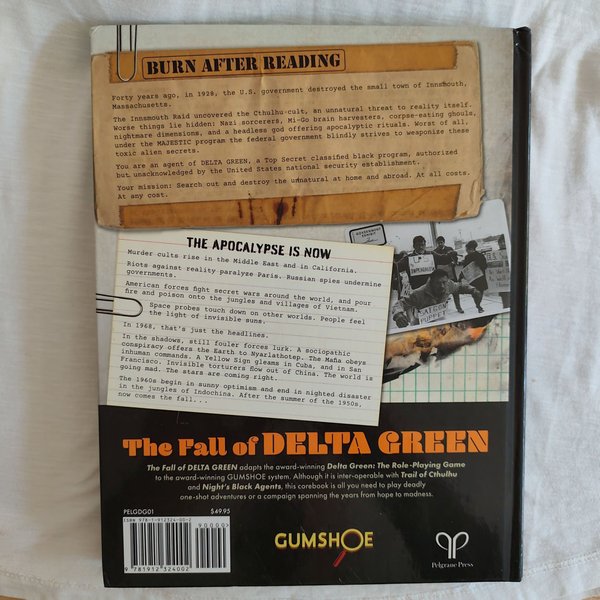 BURN AFTER READING
Forty years ago, in 1928, the U.S. government destroyed the small town of Innsmouth,
Massachusetts.
The Innsmouth Raid uncovered the Cthulhu-cult, an unnatural threat to reality itself.
Worse things lie hidden: Nazi sorcerers, Mi-Go brain harvesters, corpse-eating ghouls,
nightmare dimensions, and a headless god offering apocalyptic rituals. Worst of all,
under the MAJESTIC program the federal government blindly strives to weaponize these
toxic alien secrets.
You are an agent of DELTA GREEN, a Top Secret classified black program, authorized
but unacknowledged by the United States national security establishment.
Your mission: Search out and destroy the unnatural at home and abroad. At all costs.
At any cost.
THE APOCALYPSE IS NOW
Murder cults rise in the Middle East and in California.
Riots against reality paralyze Paris. Russian spies undermine
governments.
American forces fight secret wars around the world, and pour
fire and poison onto the jungles and villages of Vietnam.
Space probes touch down on other worlds. People feel
the light of invisible suns.
In 1968, that's just the headlines.
In the shadows, still fouler forces lurk. A sociopathic
conspiracy offers the Earth to Nyarlathotep. The Mafia obeys
inhuman commands. A Yellow Sign gleams in Cuba, and in San
Francisco. Invisible torturers flow out of China. The world is
going mad. The stars are coming right.
The 1960s begin in sunny optimism and end in nighted disaster
in the jungles of Indochina. After the summer of the 1950s,
now comes the fall...
GOVERNMENT
EXHIBIT
SAIGON
PUPPET
The Fall of DELTA GREEN
The Fall of DELTA GREEN adapts the award-winning Delta Green: The Role-Playing Game
to the award-winning GUMSHOE system. Although it is inter-operable with Trail of Cthulhu
and Night's Black Agents, this corebook is all you need to play deadly
one-shot adventures or a campaign spanning the years from hope to madness.
PELGDG01 $49.95
ISBN 978-1-912324-00-2
90000>
9 781912 324002
GUMSHOE
Pelgrane Press